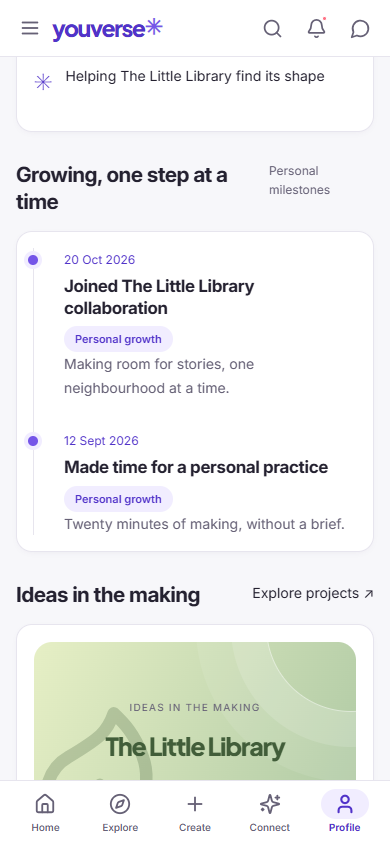 youverse
Helping The Little Library find its shape
Growing, one step at a
time
Personal
milestones
20 Oct 2026
Joined The Little Library
collaboration
Personal growth
Making room for stories, one
neighbourhood at a time.
12 Sept 2026
Made time for a personal practice
Personal growth
Twenty minutes of making, without a brief.
Ideas in the making
Explore projects ↗
IDEAS IN THE MAKING
The Little Library
Home
Explore
Create
Connect
Profile